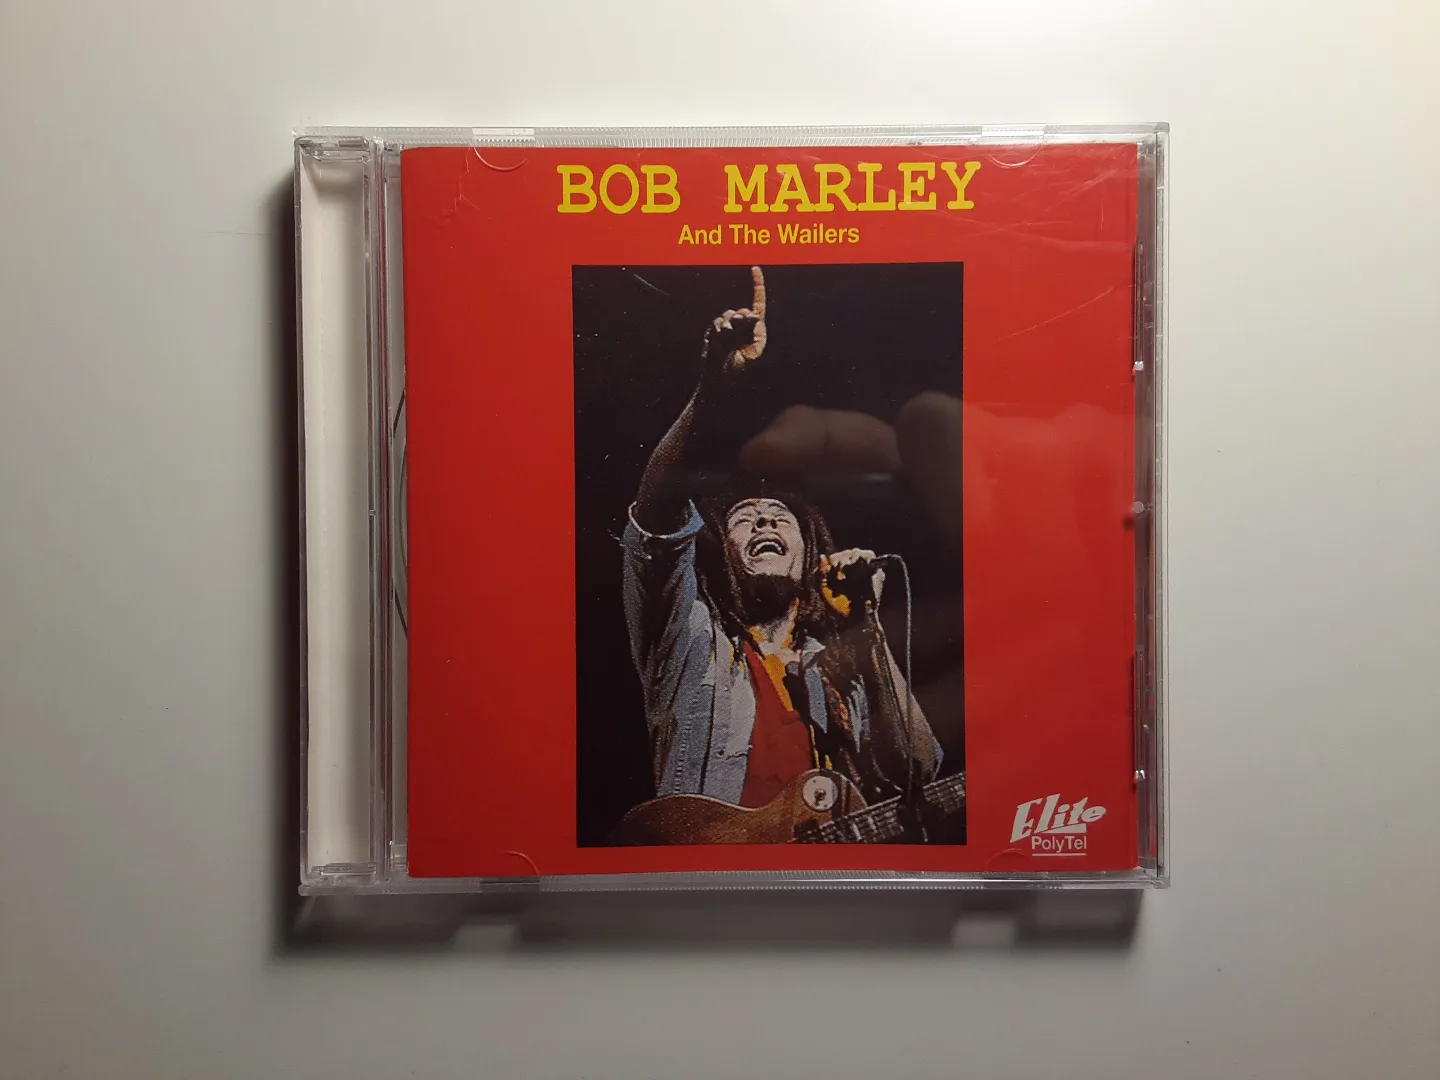 BOB MARLEY
And The Wailers
Elite
PolyTel